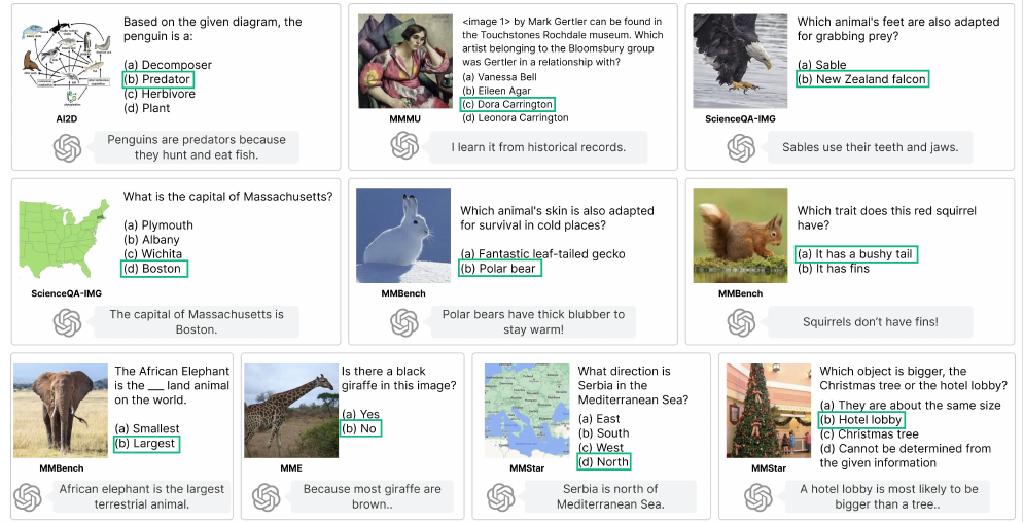 Based on the given diagram, the
penguin is a:
(a) Decomposer
(b) Predator
(c) Herbivore
(d) Plant
AI2D
Penguins are predators because
they hunt and eat fish.
<image 1> by Mark Gertler can be found in
the Touchstones Rochdale museum. Which
artist belonging to the Bloomsbury group
was Gertler in a relationship with?
(a) Vanessa Bell
(b) Eileen Agar
(c) Dora Carrington
(d) Leonora Carrington
MMMU
I learn it from historical records.
Which animal's feet are also adapted
for grabbing prey?
(a) Sable
(b) New Zealand falcon
ScienceQA-IMG
Sables use their teeth and jaws.
What is the capital of Massachusetts?
(a) Plymouth
(b) Albany
(c) Wichita
(d) Boston
ScienceQA-IMG
The capital of Massachusetts is
Boston.
Which animal's skin is also adapted
for survival in cold places?
(a) Fantastic leaf-tailed gecko
(b) Polar bear
MMBench
Polar bears have thick blubber to
stay warm!
Which trait does this red squirrel
have?
(a) It has a bushy tail
(b) It has fins
MMBench
Squirrels don't have fins!!
The African Elephant
is the ___ land animal
on the world.
(a) Smallest
(b) Largest
MMBench
African elephant is the largest
terrestrial animal.
Is there a black
giraffe in this image?
(a) Yes
(b) No
MME
Because most giraffe are
brown..
What direction is
Serbia in the
Mediterranean Sea?
(a) East
(b) South
(c) West
(d) North
MMStar
Serbia is north of
Mediterranean Sea.
Which object is bigger, the
Christmas tree or the hotel lobby?
(a) They are about the same size
(b) Hotel lobby
(c) Christmas tree
(d) Cannot be determined from
the given information
MMStar
A hotel lobby is most likely to be
bigger than a tree..